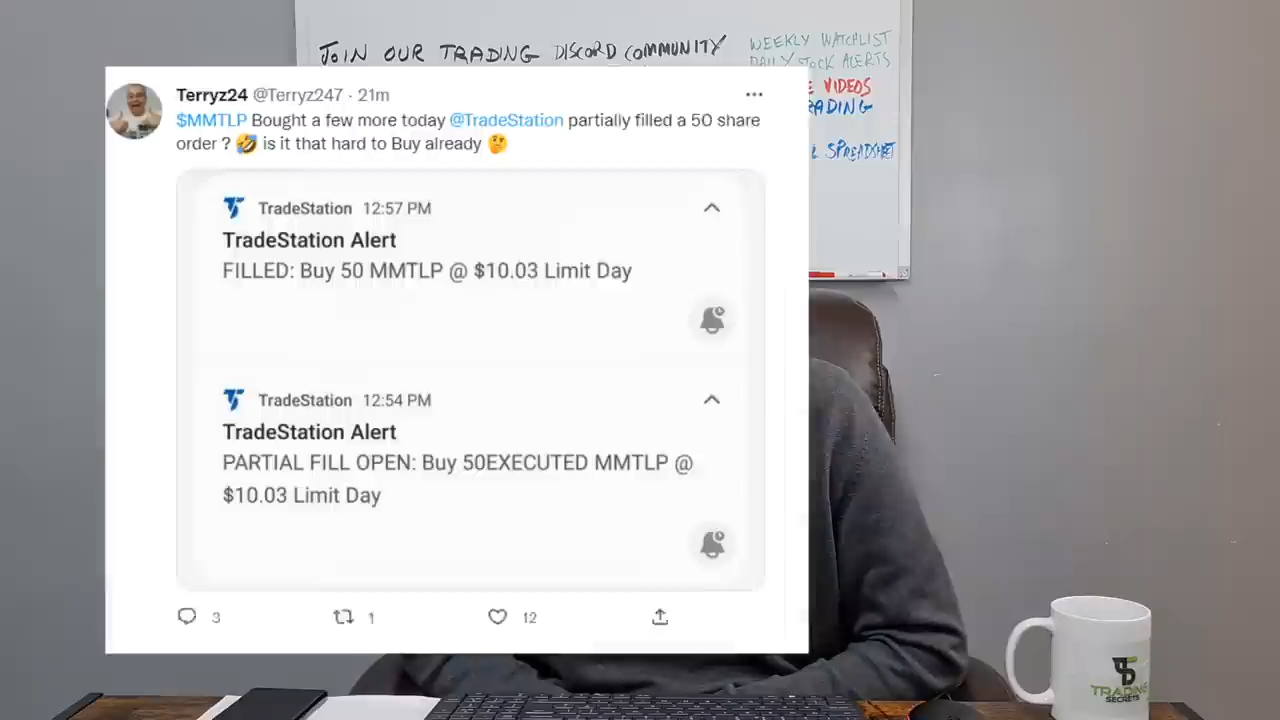 JOIN OUR TRADING DISCORD COMMUNITY
WEEKLY WATCHLIST
DAILY STOCK ALERTS
VIDEOS
SPREADSHEET
Terryz24 @Terryz247 · 21m
$MMTLP Bought a few more today @TradeStation partially filled a 50 share
order ? 🤣 is it that hard to Buy already 🤔
TradeStation 12:57 PM
TradeStation Alert
FILLED: Buy 50 MMTLP @ $10.03 Limit Day
TradeStation 12:54 PM
TradeStation Alert
PARTIAL FILL OPEN: Buy 50EXECUTED MMTLP @
$10.03 Limit Day
3
1
12
TRADING
SECRETS